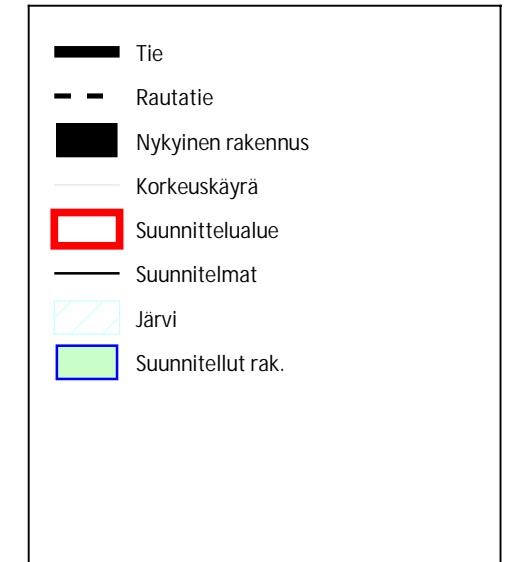 Tie
Rautatie
Nykyinen rakennus
Korkeuskäyrä
Suunnittelualue
Suunnitelmat
Järvi
Suunnitellut rak.